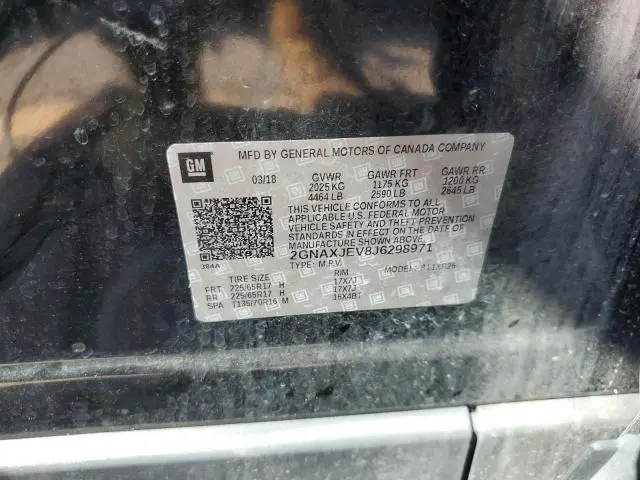 GM
MFD BY GENERAL MOTORS OF CANADA COMPANY
03/18 GVWR GAWR FRT GAWR RR
2025 KG 1175 KG 1200 KG
4464 LB 2590 LB 2645 LB
THIS VEHICLE CONFORMS TO ALL
APPLICABLE U.S. FEDERAL MOTOR
VEHICLE SAFETY AND THEFT PREVENTION
STANDARDS IN EFFECT ON THE DATE OF
MANUFACTURE SHOWN ABOVE.
2GNAXJEV8J6298971
384A TYPE: M.P.V. MODEL:
TIRE SIZE RIM
FRT 225/65R17 H 17X7J
RR 225/65R17 H 17X7J
SPA T135/70R16 M 16X4BT